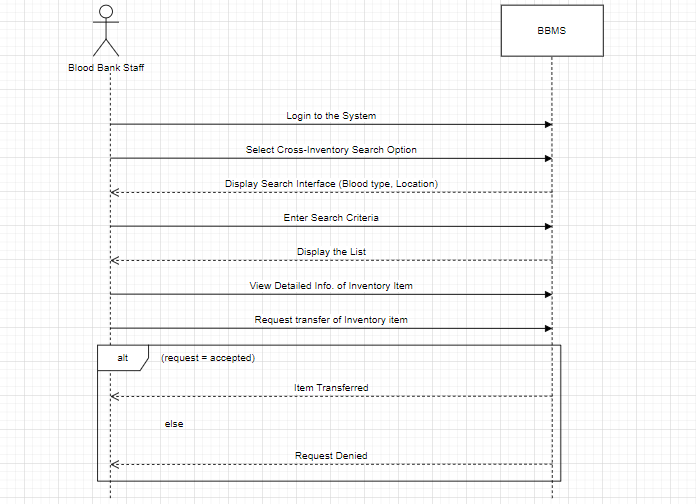 Blood Bank Staff
BBMS
Login to the System
Select Cross-Inventory Search Option
Display Search Interface (Blood type, Location)
Enter Search Criteria
Display the List
View Detailed Info. of Inventory Item
Request transfer of Inventory item
alt
(request = accepted)
Item Transferred
else
Request Denied